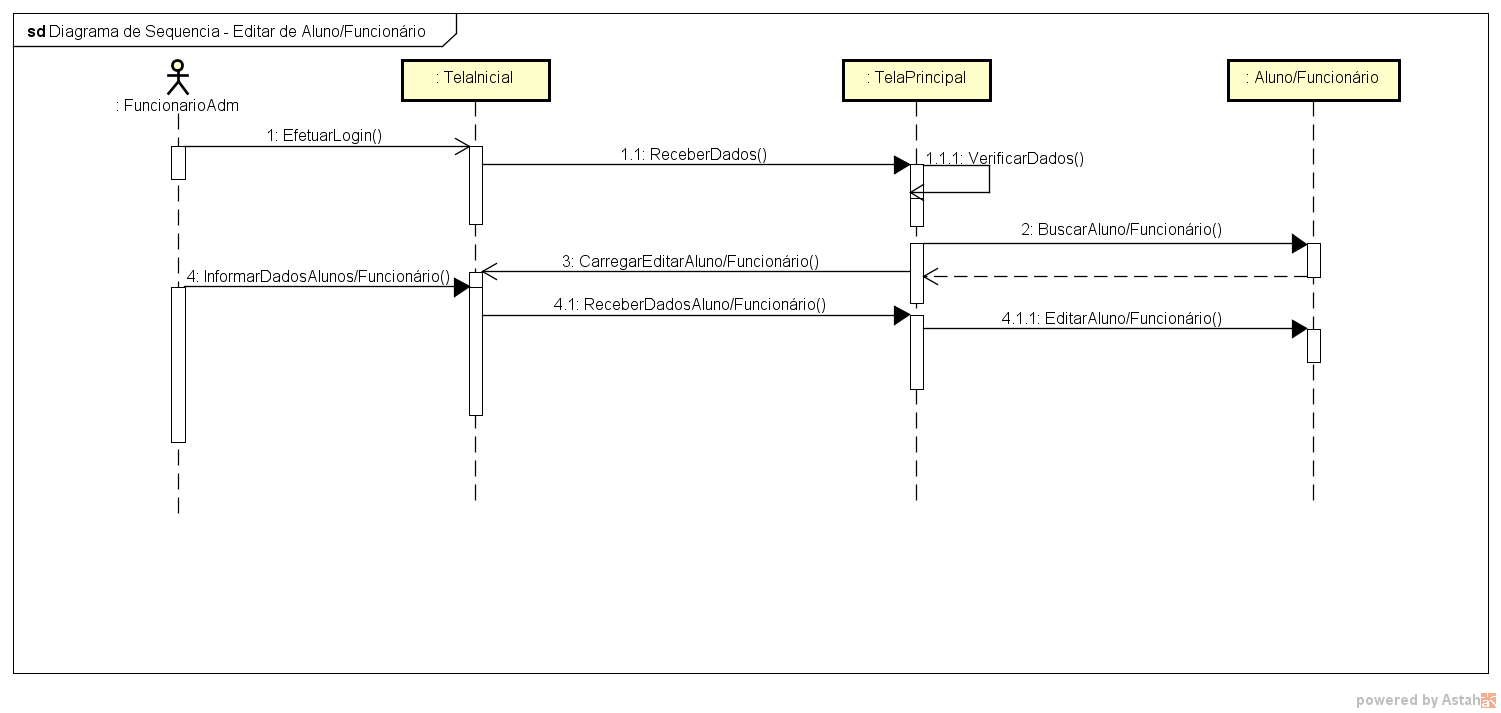 sd Diagrama de Sequencia - Editar de Aluno/Funcionário
: FuncionarioAdm
: TelaInicial
: TelaPrincipal
: Aluno/Funcionário
1: EfetuarLogin()
1.1: ReceberDados()
1.1.1: VerificarDados()
2: BuscarAluno/Funcionário()
3: CarregarEditarAluno/Funcionário()
4: InformarDadosAlunos/Funcionário()
4.1: ReceberDadosAluno/Funcionário()
4.1.1: EditarAluno/Funcionário()
powered by Astah